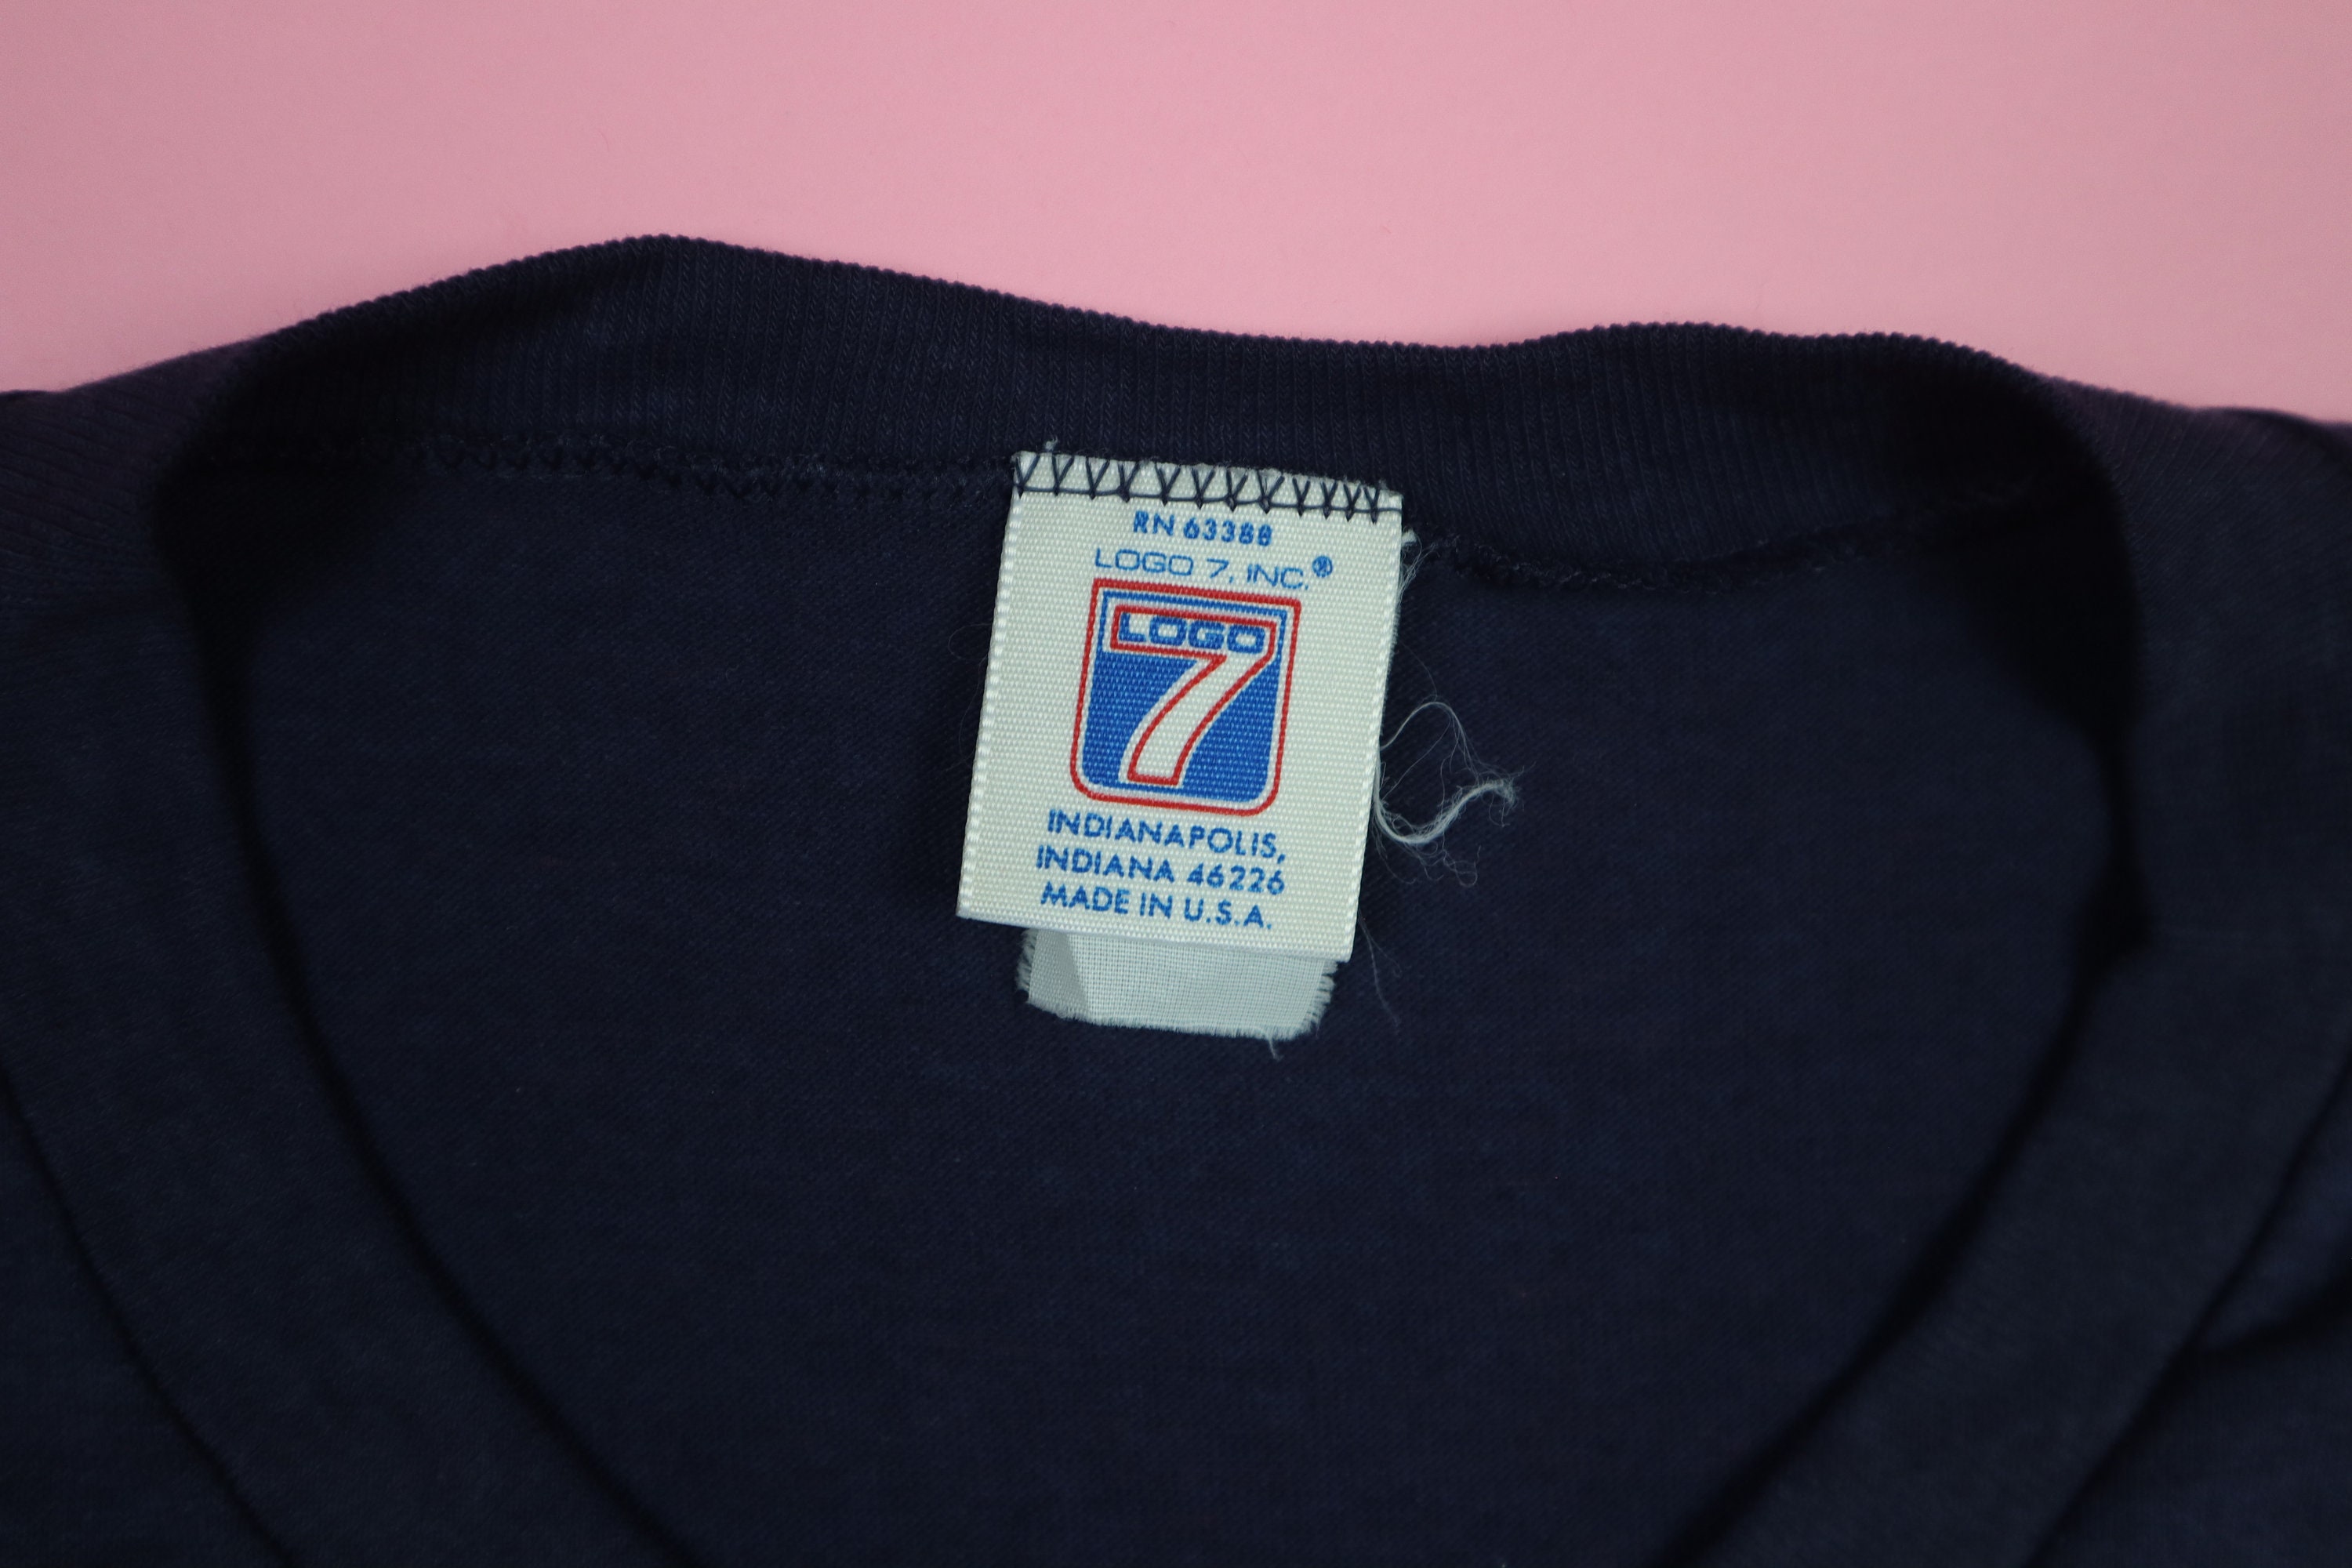 RN 63388
LOGO 7, INC.®
LOGO
7
INDIANAPOLIS,
INDIANA 46226
MADE IN U.S.A.